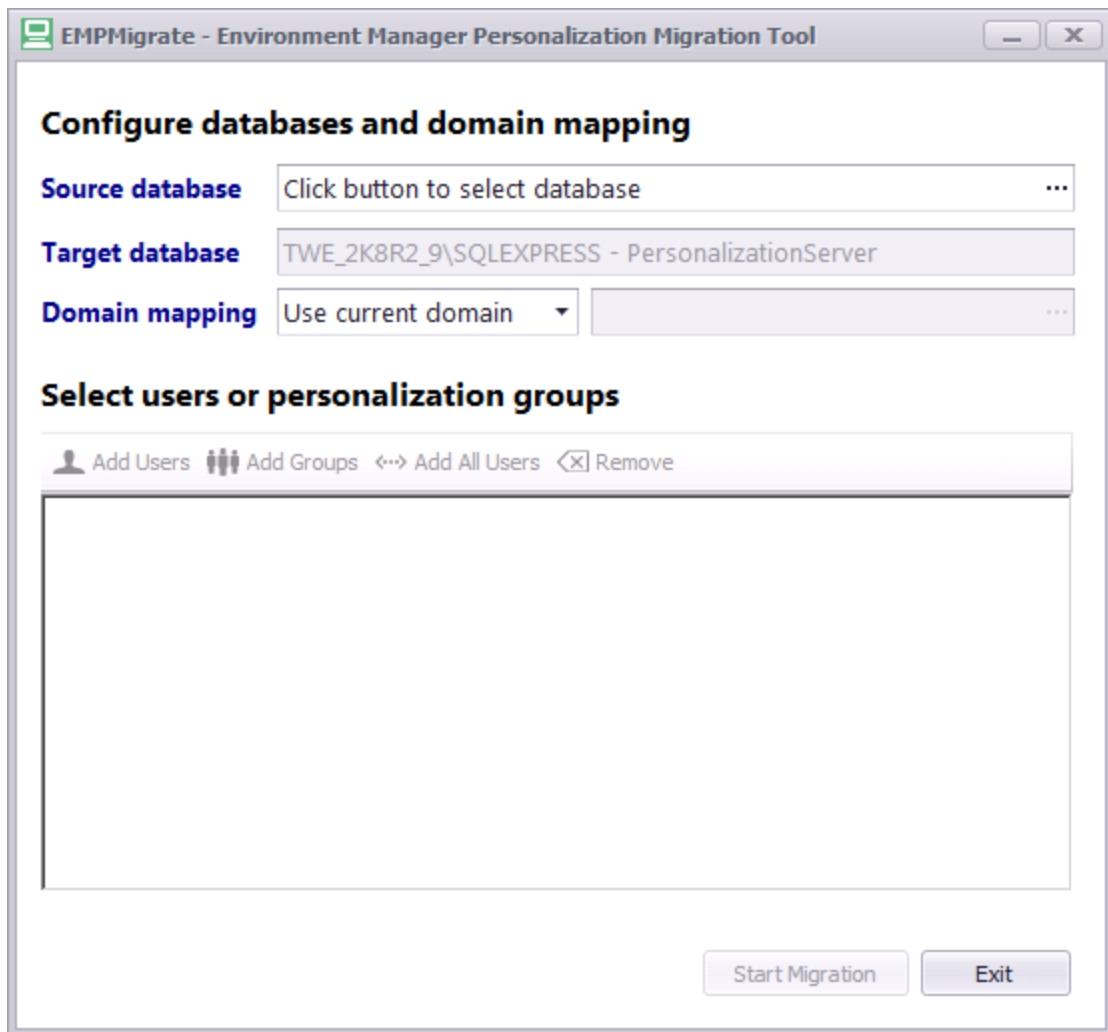 EMPMigrate - Environment Manager Personalization Migration Tool
Configure databases and domain mapping
Source database Click button to select database ...
Target database TWE_2K8R2_9\SQLEXPRESS - PersonalizationServer
Domain mapping Use current domain ...
Select users or personalization groups
Add Users Add Groups Add All Users Remove
Start Migration Exit